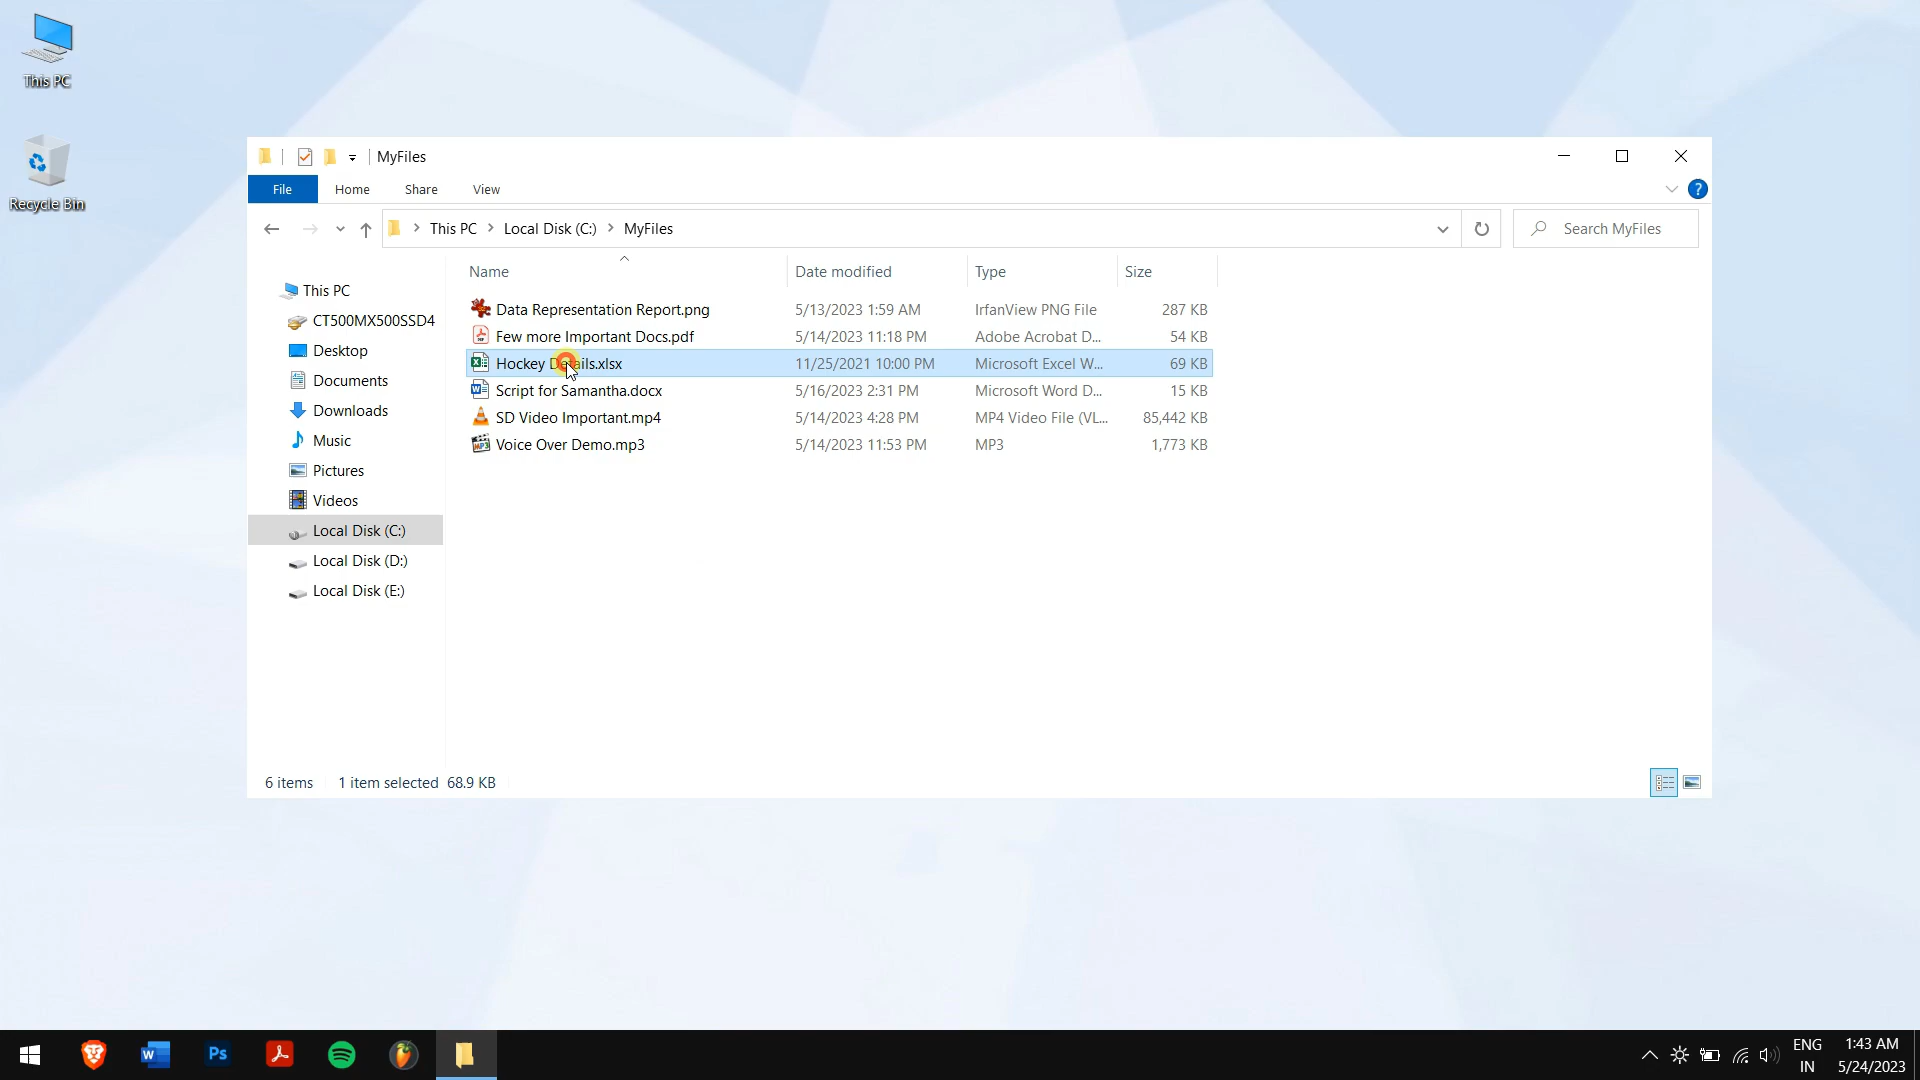 This PC
Recycle Bin
MyFiles
File Home Share View
This PC Local Disk (C:) MyFiles
Search MyFiles
Name Date modified Type Size
This PC
CT500MX500SSD4
Desktop
Documents
Downloads
Music
Pictures
Videos
Local Disk (C:)
Local Disk (D:)
Local Disk (E:)
Data Representation Report.png 5/13/2023 1:59 AM IrfanView PNG File 287 KB
Few more Important Docs.pdf 5/14/2023 11:18 PM Adobe Acrobat D... 54 KB
Hockey Details.xlsx 11/25/2021 10:00 PM Microsoft Excel W... 69 KB
Script for Samantha.docx 5/16/2023 2:31 PM Microsoft Word D... 15 KB
SD Video Important.mp4 5/14/2023 4:28 PM MP4 Video File (VL... 85,442 KB
Voice Over Demo.mp3 5/14/2023 11:53 PM MP3 1,773 KB
6 items 1 item selected 68.9 KB
Ps
ENG 1:43 AM
IN 5/24/2023